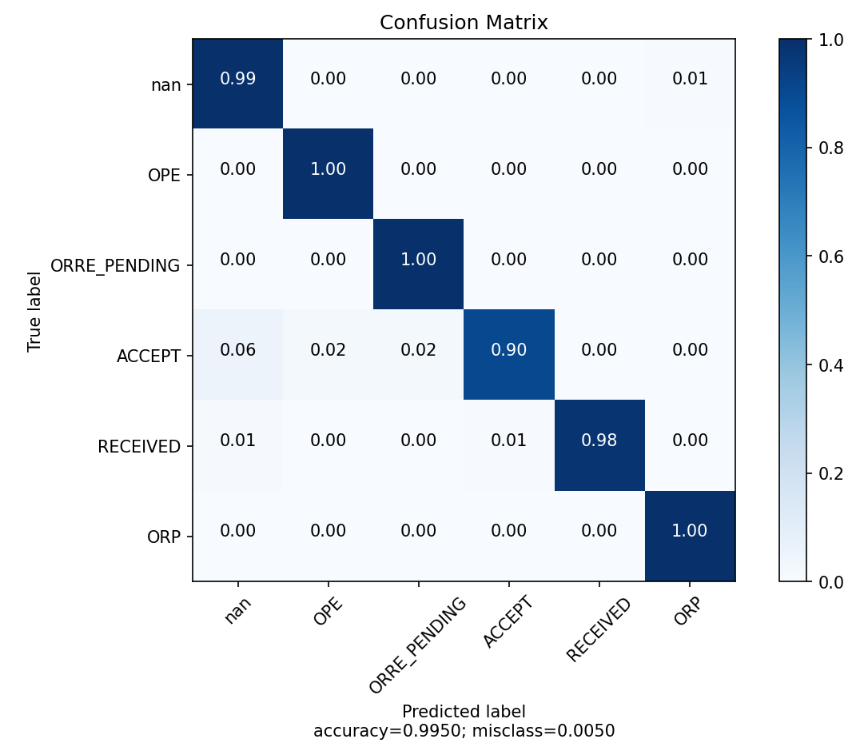 Confusion Matrix
True label
nan 0.99 0.00 0.00 0.00 0.00 0.01
OPE 0.00 1.00 0.00 0.00 0.00 0.00
ORRE_PENDING 0.00 0.00 1.00 0.00 0.00 0.00
ACCEPT 0.06 0.02 0.02 0.90 0.00 0.00
RECEIVED 0.01 0.00 0.00 0.01 0.98 0.00
ORP 0.00 0.00 0.00 0.00 0.00 1.00
nan OPE ORRE_PENDING ACCEPT RECEIVED ORP
Predicted label
accuracy=0.9950; misclass=0.0050
1.0
0.8
0.6
0.4
0.2
0.0